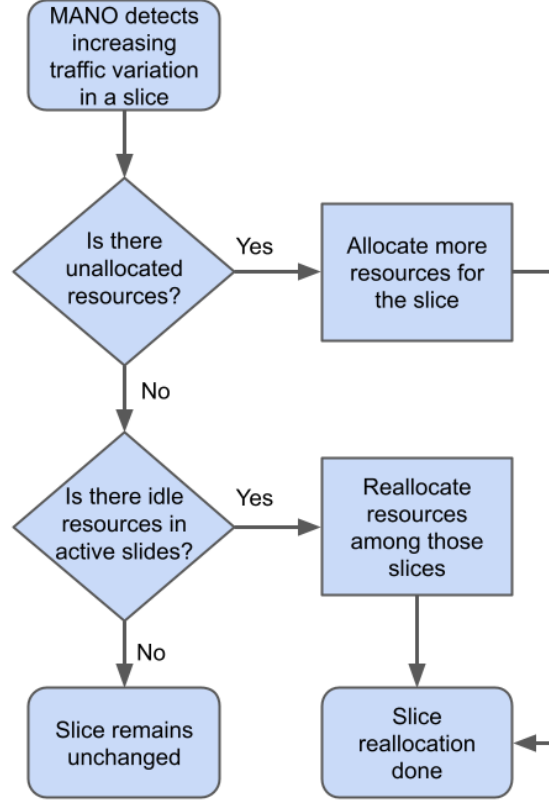 MANO detects
increasing
traffic variation
in a slice
Is there
unallocated
resources?
Yes
Allocate more
resources for
the slice
No
Is there idle
resources in
active slides?
Yes
Reallocate
resources
among those
slices
No
Slice remains
unchanged
Slice
reallocation
done